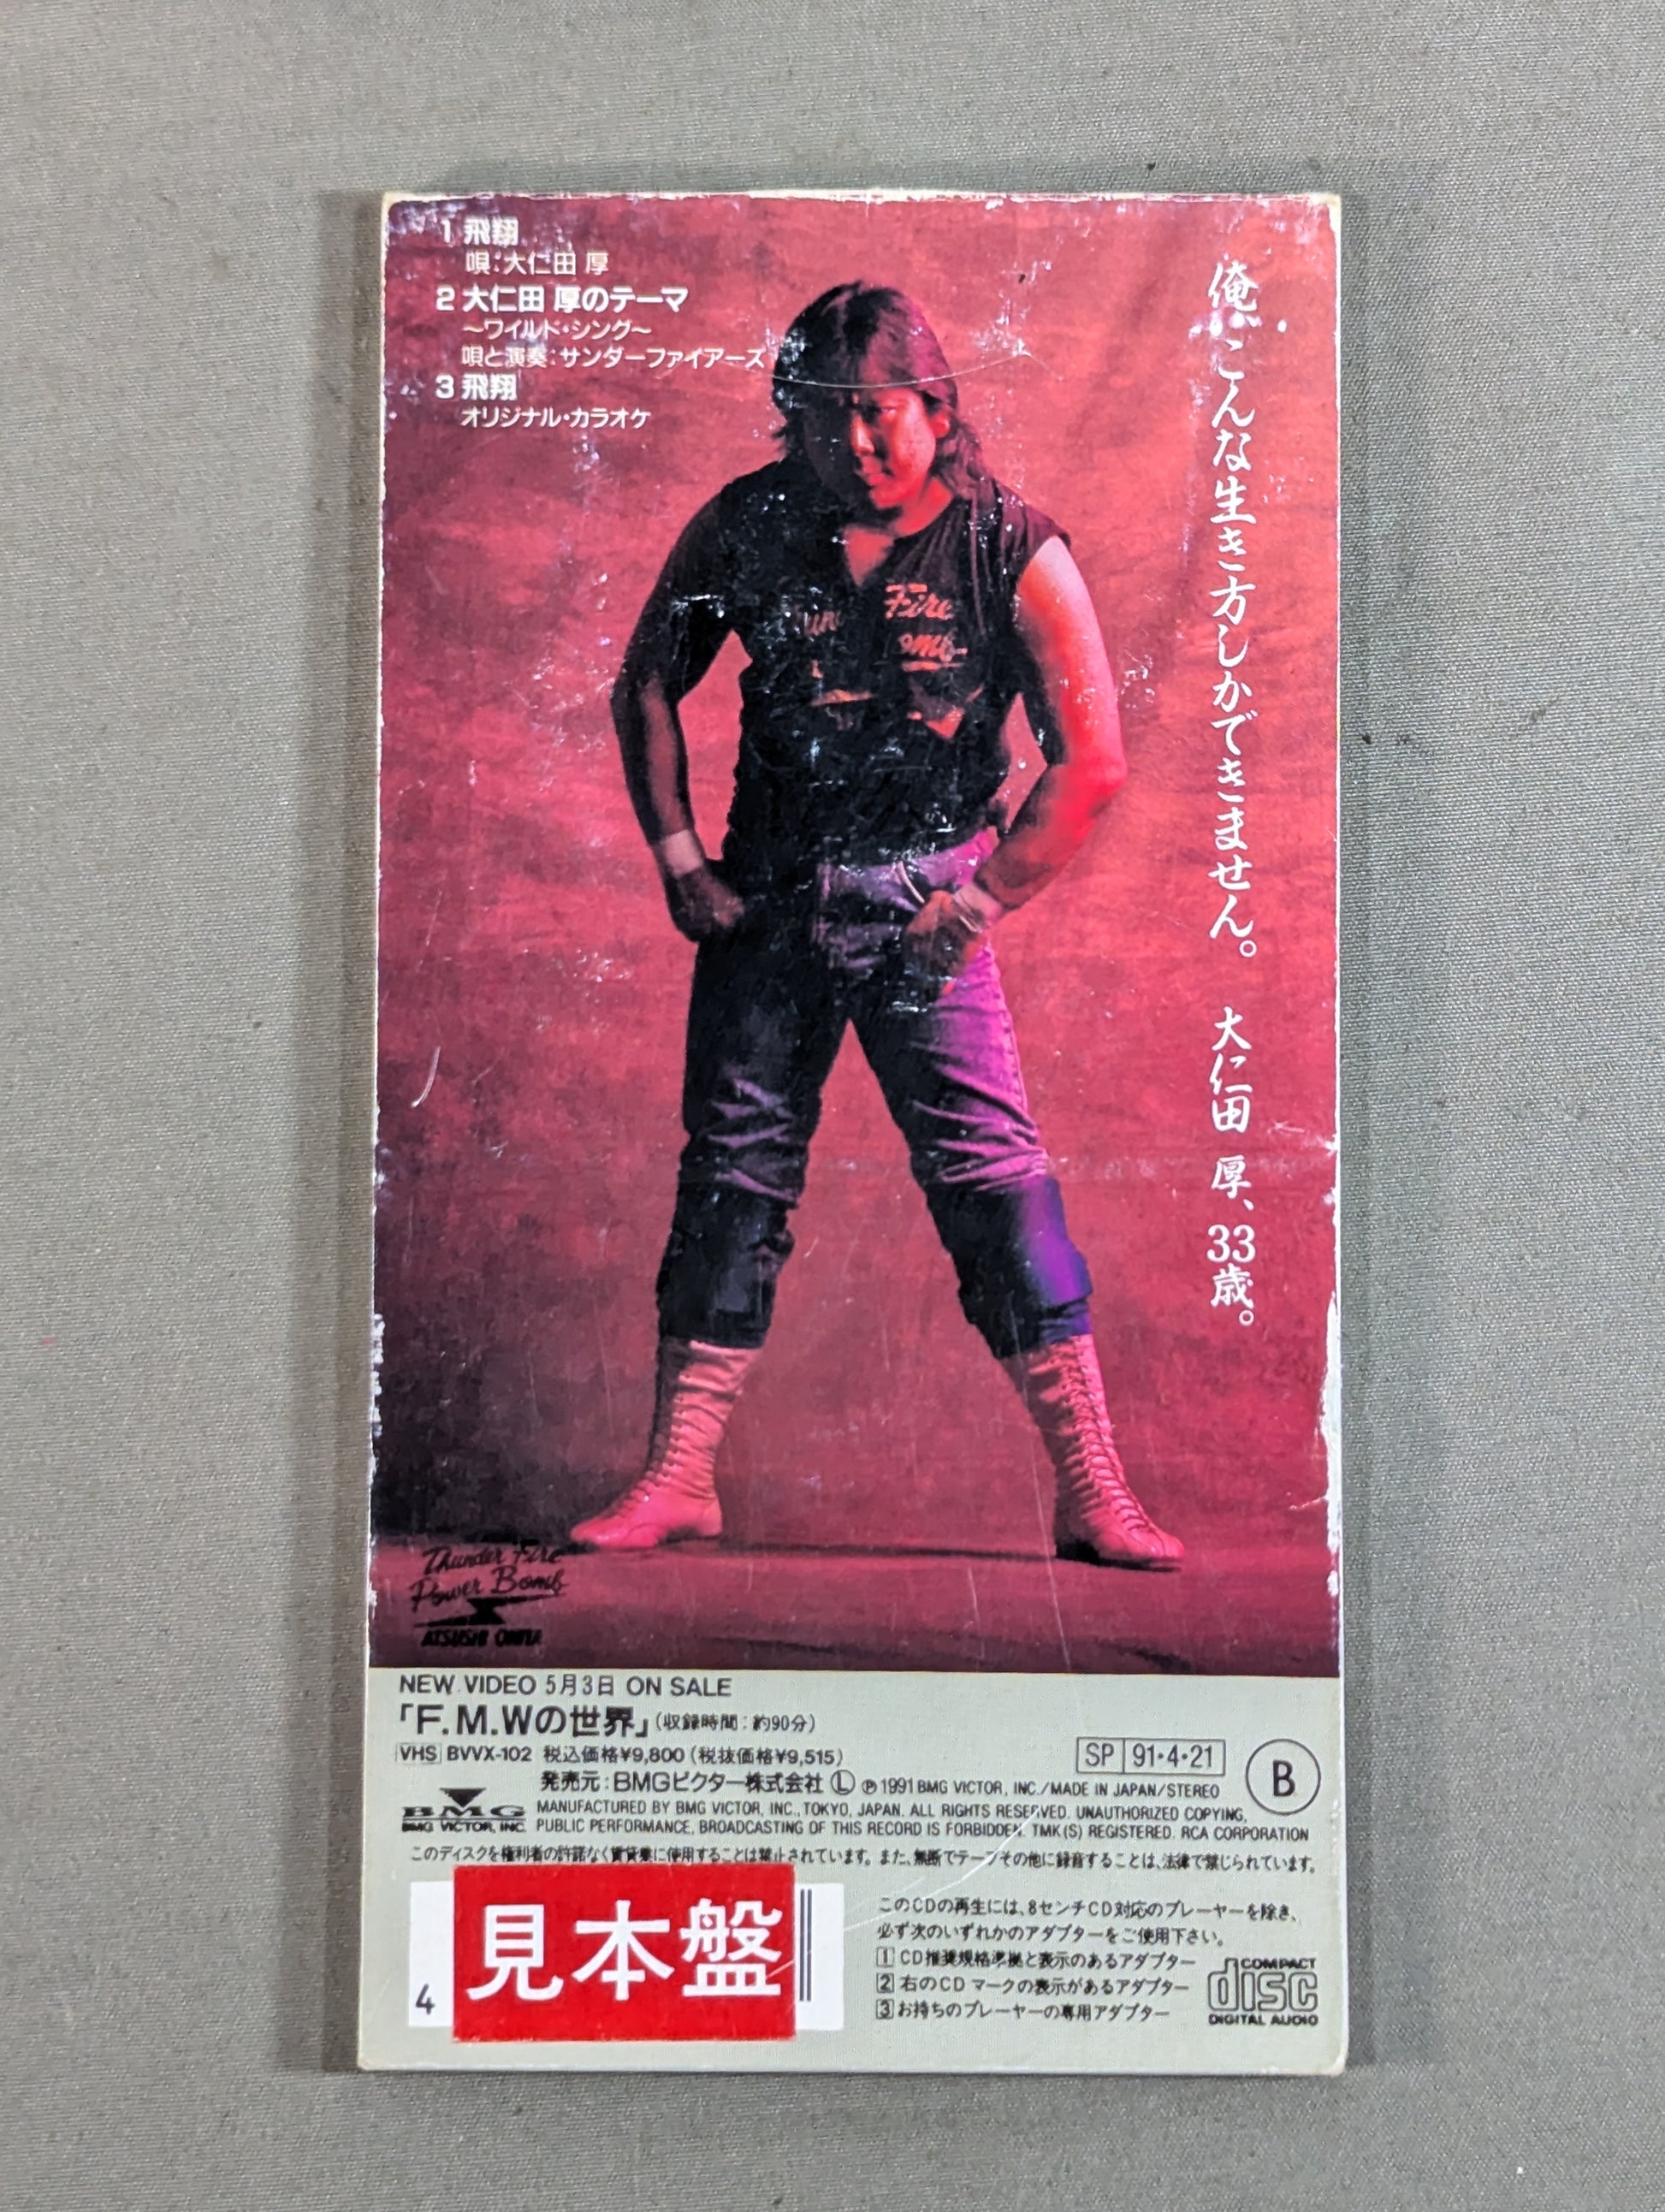 1 飛翔
唄:大仁田 厚
2 大仁田 厚のテーマ
〜ワイルド・シング〜
唄と演奏:サンダーファイアーズ
3 飛翔
オリジナル・カラオケ
俺、こんな生き方しかできません。 大仁田 厚、33歳。
Fire
Thunder Fire
Power Bomb
ATSUSHI ONITA
NEW VIDEO 5月3日 ON SALE
「F.M.Wの世界」(収録時間:約90分)
VHS BVVX-102 税込価格¥9,800(税抜価格¥9,515)
SP 91・4・21
B
発売元:BMGビクター株式会社 Ⓛ ℗1991 BMG VICTOR, INC./MADE IN JAPAN/STEREO
BMG
BMG VICTOR, INC.
MANUFACTURED BY BMG VICTOR, INC., TOKYO, JAPAN. ALL RIGHTS RESERVED. UNAUTHORIZED COPYING,
PUBLIC PERFORMANCE, BROADCASTING OF THIS RECORD IS FORBIDDEN. TMK(S) REGISTERED. RCA CORPORATION
このディスクを権利者の許諾なく賃貸業に使用することは禁止されています。また、無断でテープその他に録音することは、法律で禁じられています。
4
見本盤
このCDの再生には、8センチCD対応のプレーヤーを除き、
必ず次のいずれかのアダプターをご使用下さい。
1 CD推奨規格準拠と表示のあるアダプター
2 右のCDマークの表示があるアダプター
3 お持ちのプレーヤーの専用アダプター
COMPACT
disc
DIGITAL AUDIO